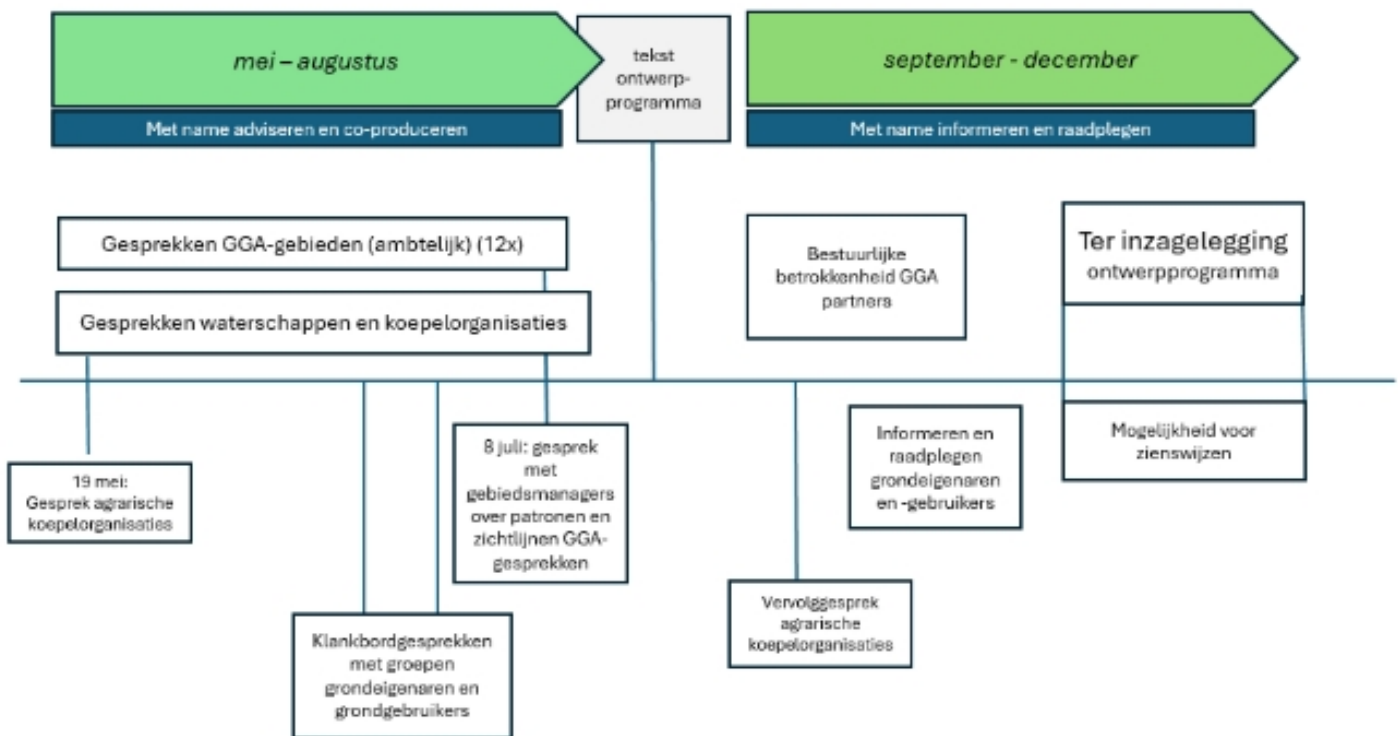 mei – augustus
Met name adviseren en co-produceren
tekst
ontwerp-
programma
september - december
Met name informeren en raadplegen
Gesprekken GGA-gebieden (ambtelijk) (12x)
Gesprekken waterschappen en koepelorganisaties
Bestuurlijke
betrokkenheid GGA
partners
Ter inzagelegging
ontwerpprogramma
19 mei:
Gesprek agrarische
koepelorganisaties
8 juli: gesprek
met
gebiedsmanagers
over patronen en
zichtlijnen GGA-
gesprekken
Informeren en
raadplegen
grondeigenaren
en -gebruikers
Mogelijkheid voor
zienswijzen
Klankbordgesprekken
met groepen
grondeigenaren en
grondgebruikers
Vervolggesprek
agrarische
koepelorganisaties